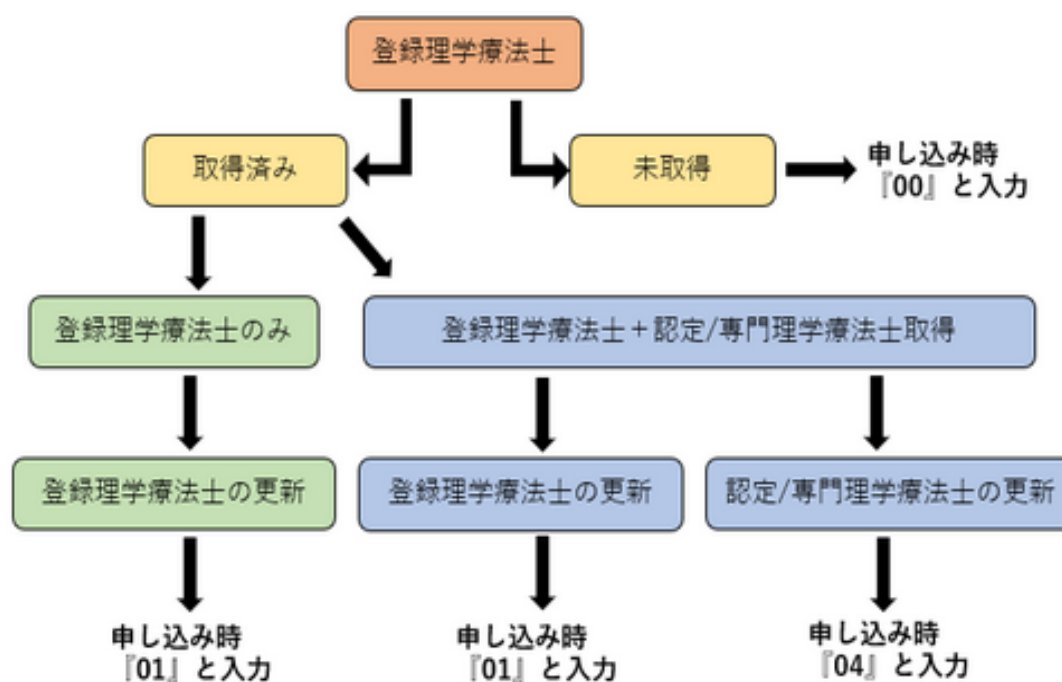 登録理学療法士
取得済み
未取得
申し込み時
『00』と入力
登録理学療法士のみ
登録理学療法士＋認定/専門理学療法士取得
登録理学療法士の更新
登録理学療法士の更新
認定/専門理学療法士の更新
申し込み時
『01』と入力
申し込み時
『01』と入力
申し込み時
『04』と入力